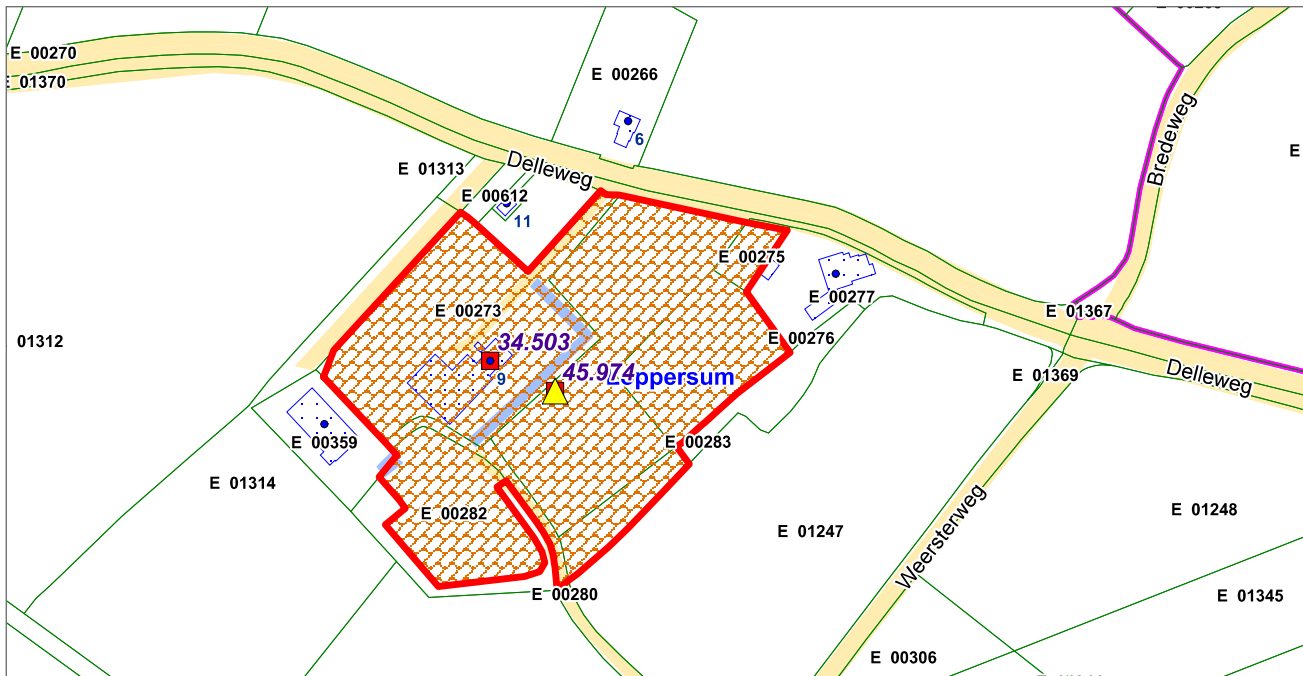 E 00270
E 01370
E 00266
6
Bredeweg
E
E 01313
Delleweg
E 00612
11
E 00275
E 00277
E 00273
E 01367
01312
34.503
E 00276
9
45.974
Loppersum
E 01369
Delleweg
E 00359
E 00283
E 01314
E 00282
E 01247
E 01248
Weersterweg
E 00280
E 01345
E 00306